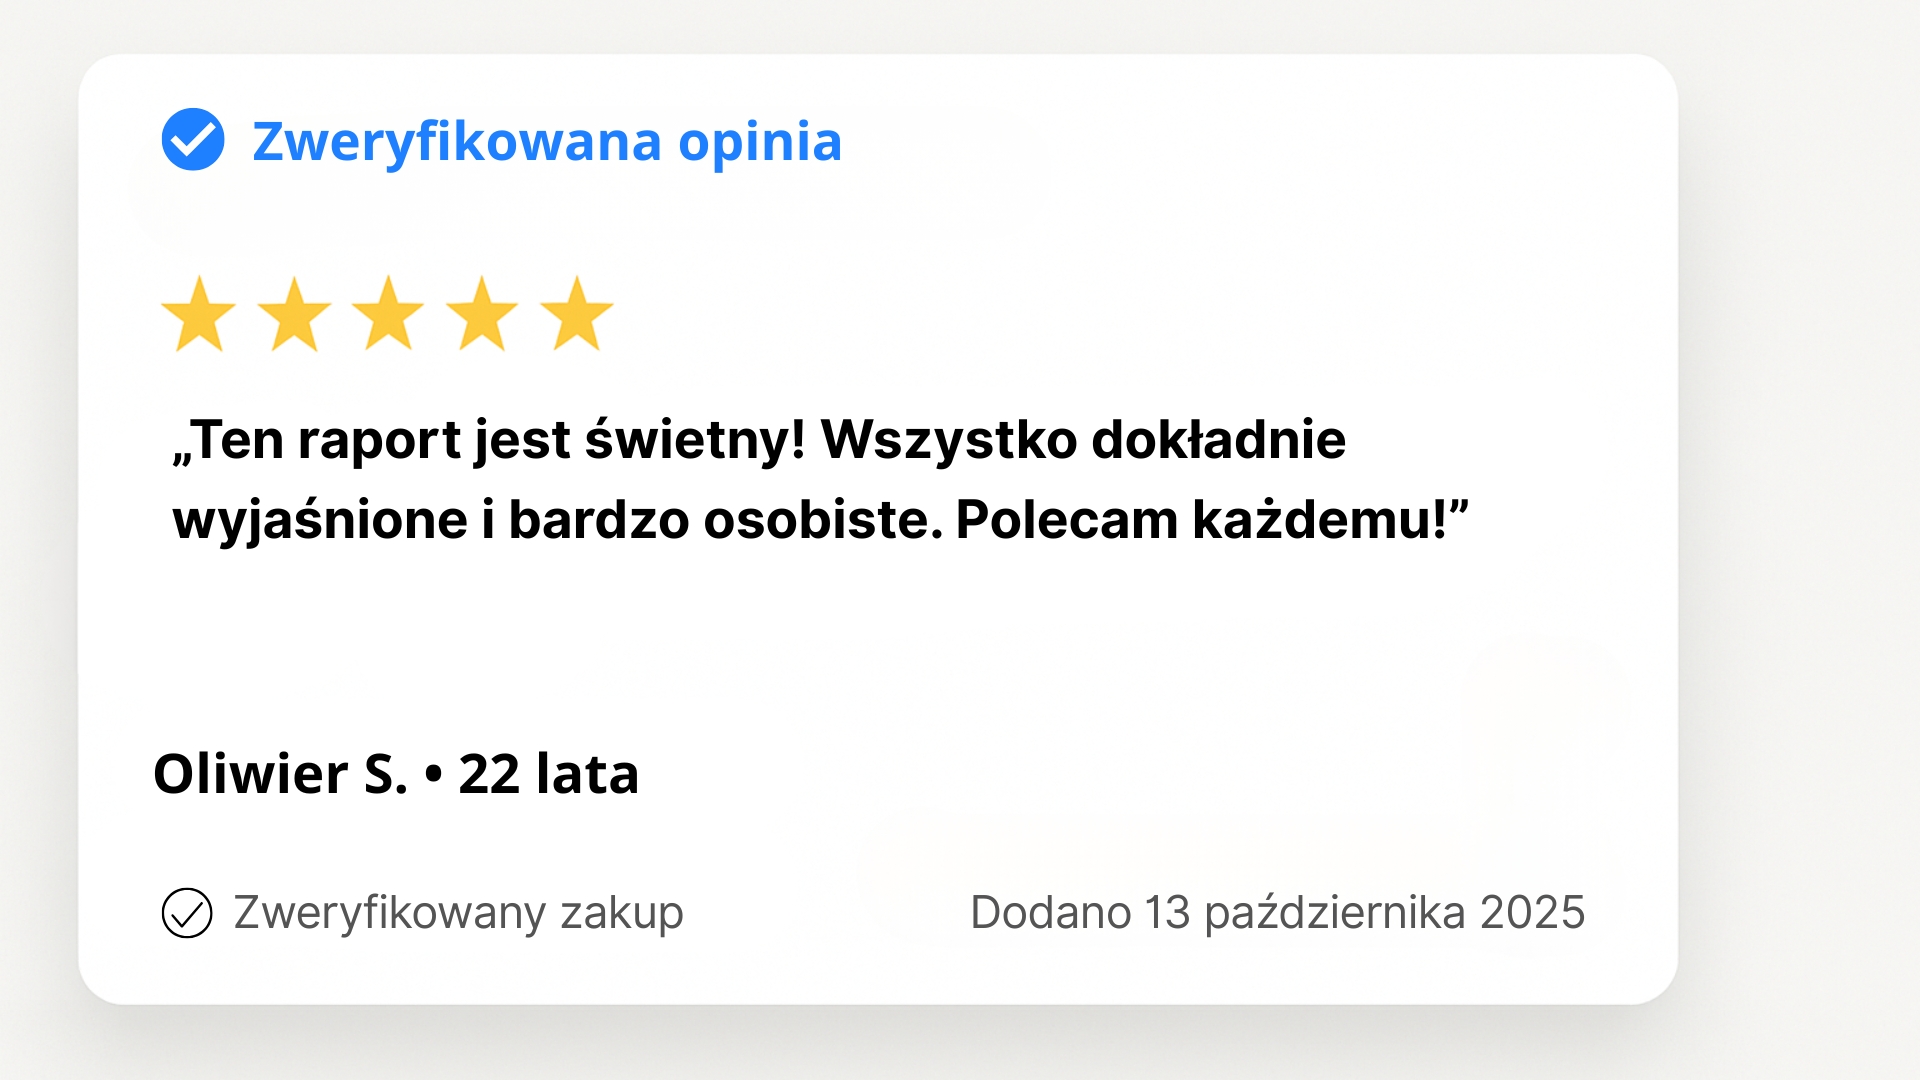 Zweryfikowana opinia
„Ten raport jest świetny! Wszystko dokładnie
wyjaśnione i bardzo osobiste. Polecam każdemu!”
Oliwier S. • 22 lata
Zweryfikowany zakup
Dodano 13 października 2025